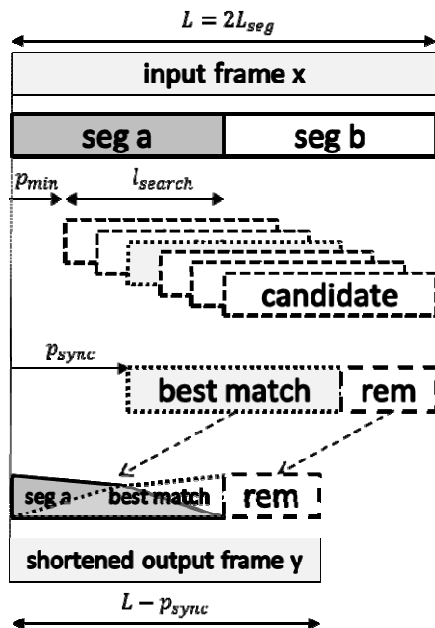 L = 2L_seg
input frame x
seg a seg b
p_min l_search
candidate
p_sync
best match rem
seg a best match rem
shortened output frame y
L − p_sync